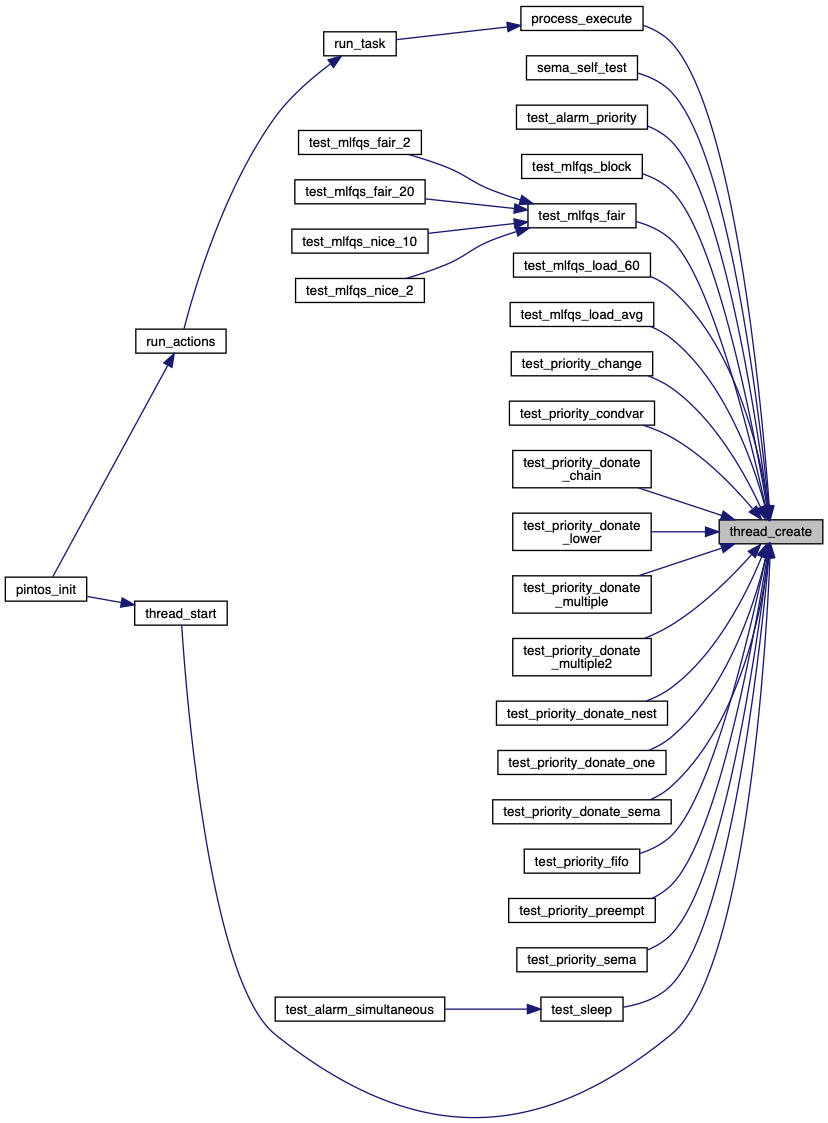 process_execute
run_task
sema_self_test
test_alarm_priority
test_mlfqs_fair_2
test_mlfqs_block
test_mlfqs_fair_20
test_mlfqs_fair
test_mlfqs_nice_10
test_mlfqs_load_60
test_mlfqs_nice_2
test_mlfqs_load_avg
run_actions
test_priority_change
test_priority_condvar
test_priority_donate
_chain
test_priority_donate
_lower
thread_create
test_priority_donate
_multiple
pintos_init
thread_start
test_priority_donate
_multiple2
test_priority_donate_nest
test_priority_donate_one
test_priority_donate_sema
test_priority_fifo
test_priority_preempt
test_priority_sema
test_alarm_simultaneous
test_sleep